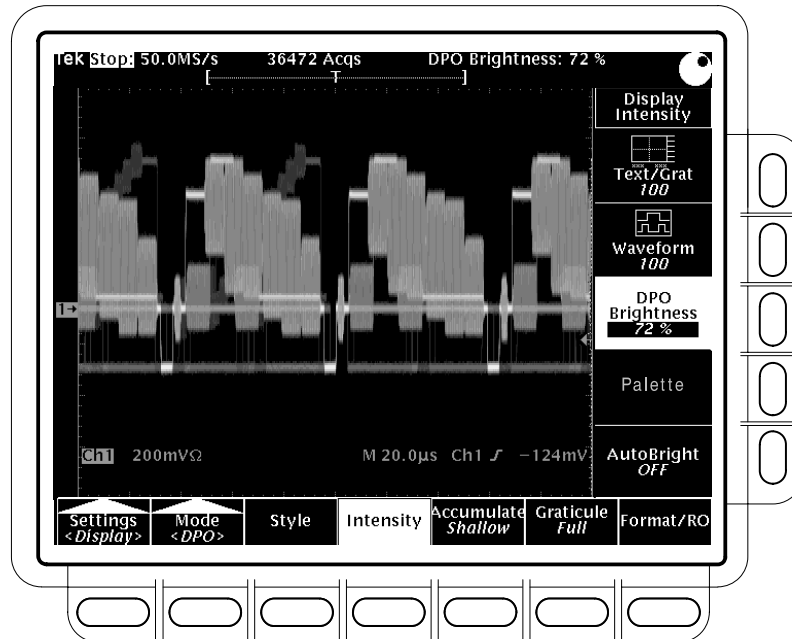 Tek Stop: 50.0MS/s 36472 Acqs DPO Brightness: 72 %
[ T ]
Display
Intensity
Text/Grat
100
Waveform
100
DPO
Brightness
72 %
Palette
AutoBright
OFF
1→
Ch1 200mVΩ M 20.0µs Ch1 ∫ −124mV
Settings
<Display>
Mode
<DPO>
Style
Intensity
Accumulate
Shallow
Graticule
Full
Format/RO